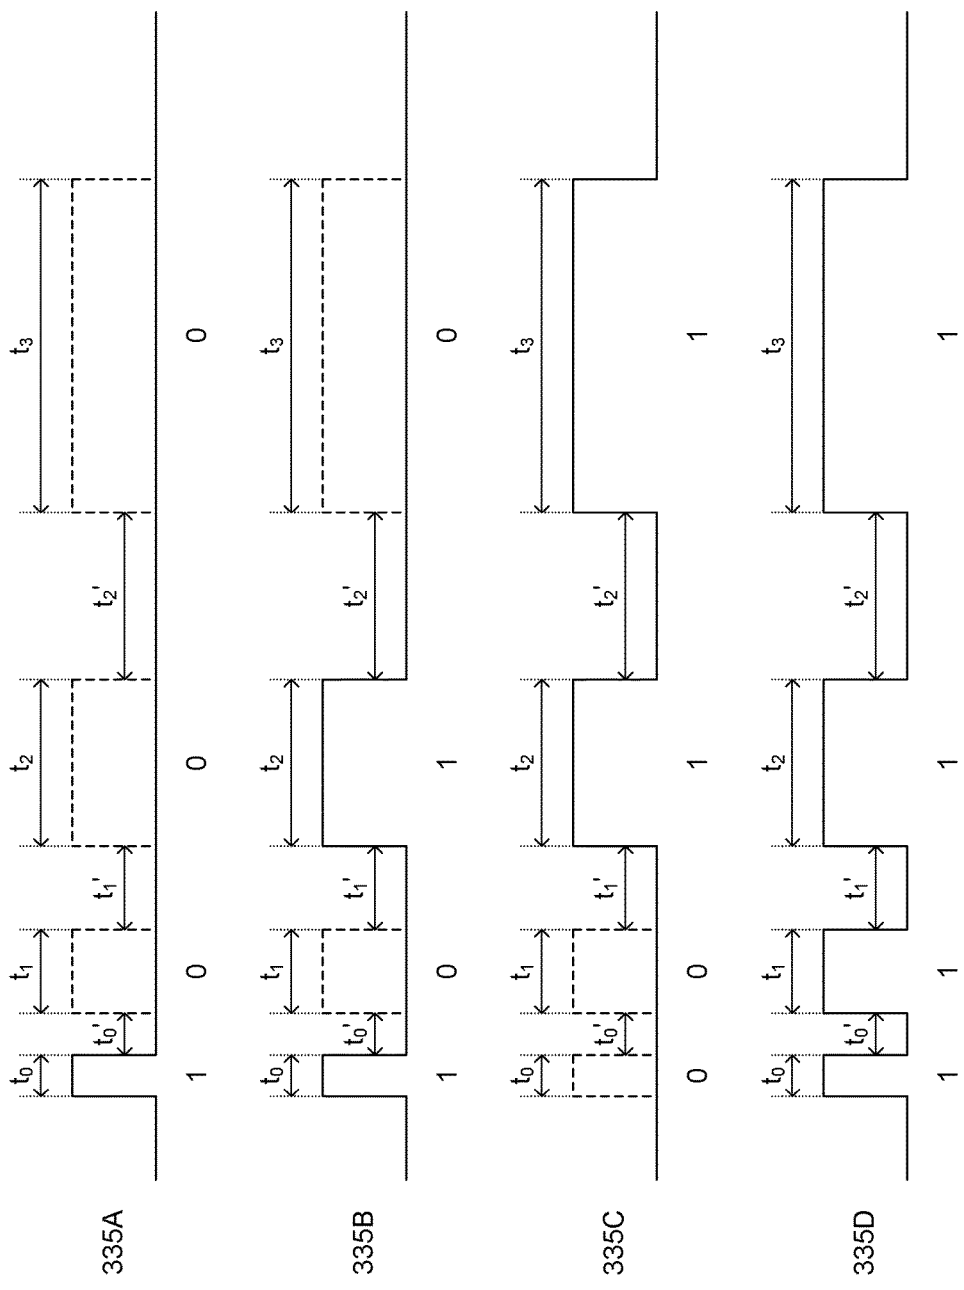 335A
t0 t0' t1 t1' t2 t2' t3
1 0 0 0
335B
t0 t0' t1 t1' t2 t2' t3
1 0 1 0
335C
t0 t0' t1 t1' t2 t2' t3
0 0 1 1
335D
t0 t0' t1 t1' t2 t2' t3
1 1 1 1